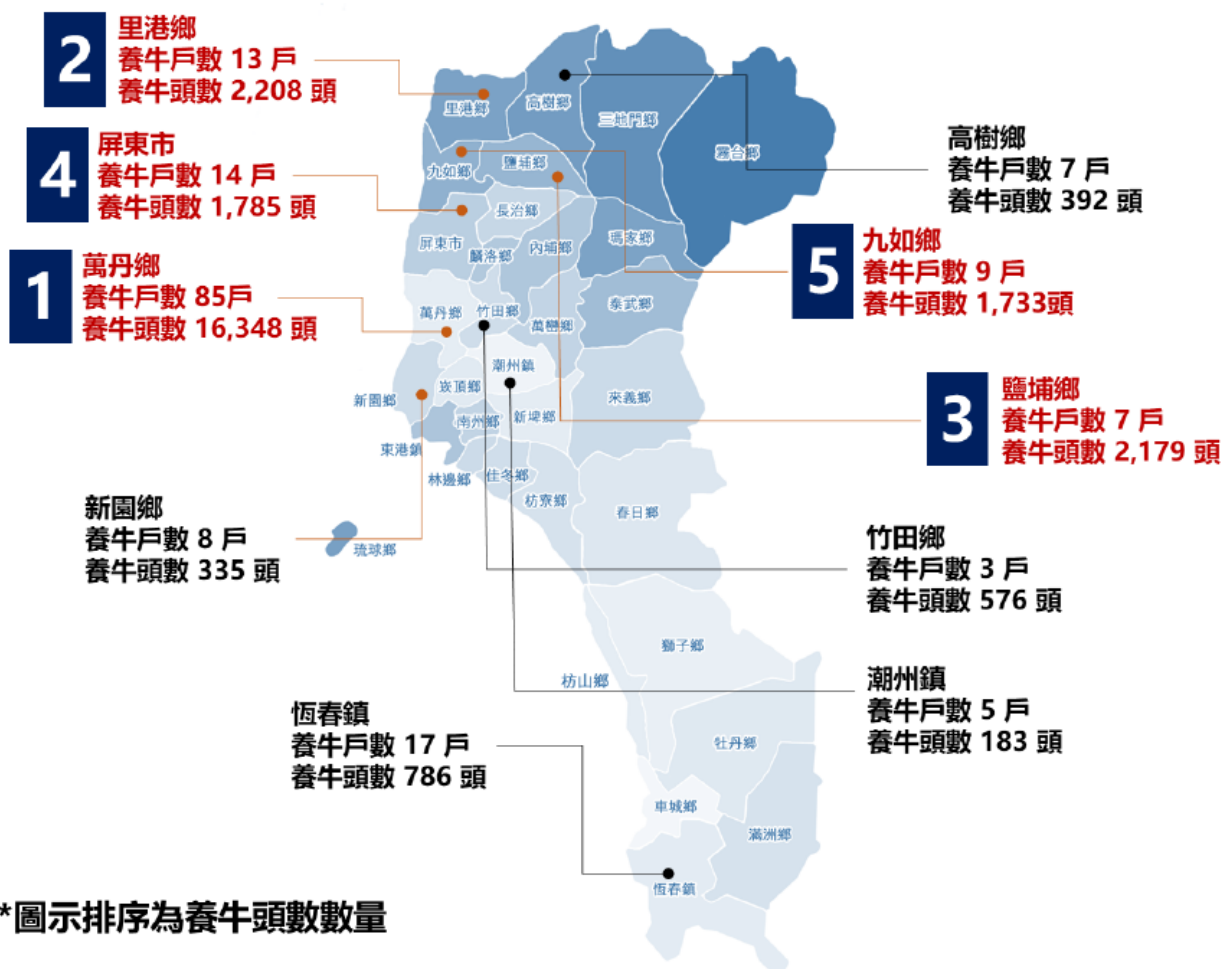 2
里港鄉
養牛戶數 13 戶
養牛頭數 2,208 頭
4
屏東市
養牛戶數 14 戶
養牛頭數 1,785 頭
1
萬丹鄉
養牛戶數 85戶
養牛頭數 16,348 頭
高樹鄉
養牛戶數 7 戶
養牛頭數 392 頭
5
九如鄉
養牛戶數 9 戶
養牛頭數 1,733頭
3
鹽埔鄉
養牛戶數 7 戶
養牛頭數 2,179 頭
新園鄉
養牛戶數 8 戶
養牛頭數 335 頭
竹田鄉
養牛戶數 3 戶
養牛頭數 576 頭
潮州鎮
養牛戶數 5 戶
養牛頭數 183 頭
恆春鎮
養牛戶數 17 戶
養牛頭數 786 頭
里港鄉
高樹鄉
三地門鄉
霧台鄉
九如鄉
鹽埔鄉
長治鄉
屏東市
麟洛鄉
內埔鄉
瑪家鄉
泰武鄉
萬丹鄉
竹田鄉
萬巒鄉
潮州鎮
新園鄉
崁頂鄉
來義鄉
南州鄉
新埤鄉
東港鎮
林邊鄉
佳冬鄉
枋寮鄉
春日鄉
琉球鄉
獅子鄉
枋山鄉
牡丹鄉
車城鄉
滿洲鄉
恆春鎮
*圖示排序為養牛頭數數量